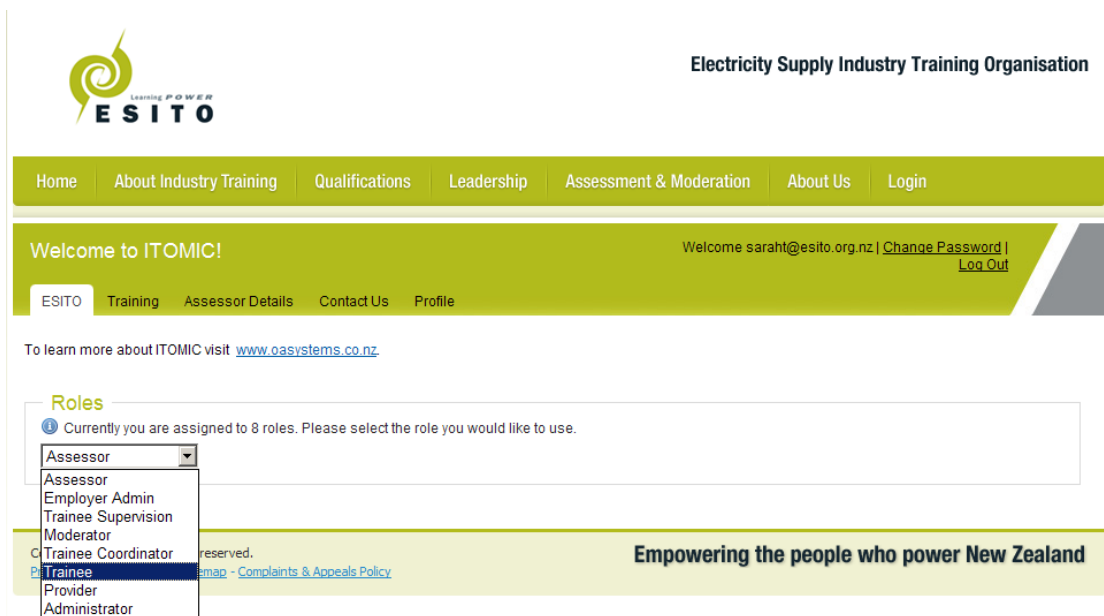 Learning POWER
ESITO
Electricity Supply Industry Training Organisation
Home About Industry Training Qualifications Leadership Assessment & Moderation About Us Login
Welcome to ITOMIC!
Welcome saraht@esito.org.nz | Change Password |
Log Out
ESITO Training Assessor Details Contact Us Profile
To learn more about ITOMIC visit www.oasystems.co.nz.
Roles
Currently you are assigned to 8 roles. Please select the role you would like to use.
Assessor
Assessor
Employer Admin
Trainee Supervision
Moderator
Trainee Coordinator
Trainee
Provider
Administrator
reserved.
- Complaints & Appeals Policy
Empowering the people who power New Zealand